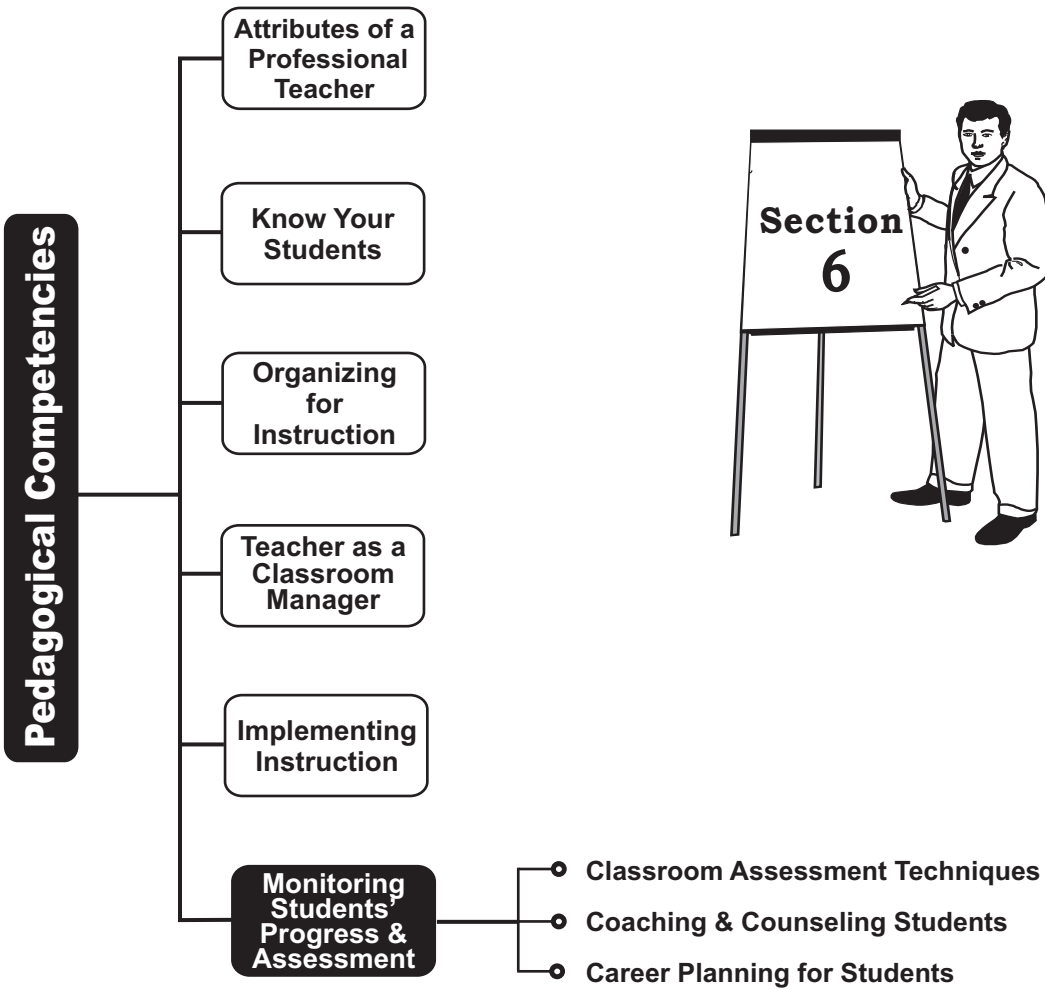 Pedagogical Competencies
Attributes of a
Professional
Teacher
Know Your
Students
Organizing
for
Instruction
Teacher as a
Classroom
Manager
Implementing
Instruction
Monitoring
Students'
Progress &
Assessment
Classroom Assessment Techniques
Coaching & Counseling Students
Career Planning for Students
Section
6